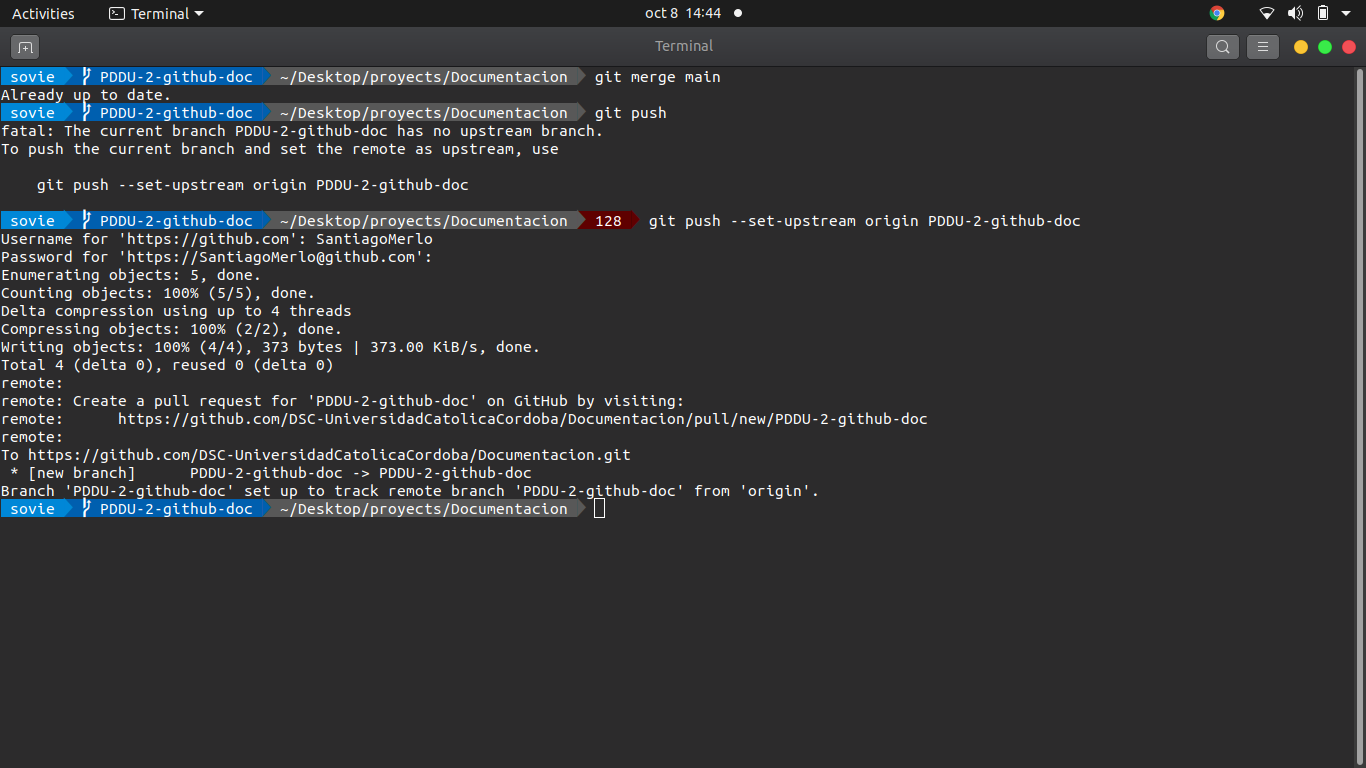 Activities Terminal oct 8 14:44
Terminal
sovie PDDU-2-github-doc ~/Desktop/proyects/Documentacion git merge main
Already up to date.
sovie PDDU-2-github-doc ~/Desktop/proyects/Documentacion git push
fatal: The current branch PDDU-2-github-doc has no upstream branch.
To push the current branch and set the remote as upstream, use
git push --set-upstream origin PDDU-2-github-doc
sovie PDDU-2-github-doc ~/Desktop/proyects/Documentacion 128 git push --set-upstream origin PDDU-2-github-doc
Username for 'https://github.com': SantiagoMerlo
Password for 'https://SantiagoMerlo@github.com':
Enumerating objects: 5, done.
Counting objects: 100% (5/5), done.
Delta compression using up to 4 threads
Compressing objects: 100% (2/2), done.
Writing objects: 100% (4/4), 373 bytes | 373.00 KiB/s, done.
Total 4 (delta 0), reused 0 (delta 0)
remote:
remote: Create a pull request for 'PDDU-2-github-doc' on GitHub by visiting:
remote: https://github.com/DSC-UniversidadCatolicaCordoba/Documentacion/pull/new/PDDU-2-github-doc
remote:
To https://github.com/DSC-UniversidadCatolicaCordoba/Documentacion.git
* [new branch] PDDU-2-github-doc -> PDDU-2-github-doc
Branch 'PDDU-2-github-doc' set up to track remote branch 'PDDU-2-github-doc' from 'origin'.
sovie PDDU-2-github-doc ~/Desktop/proyects/Documentacion